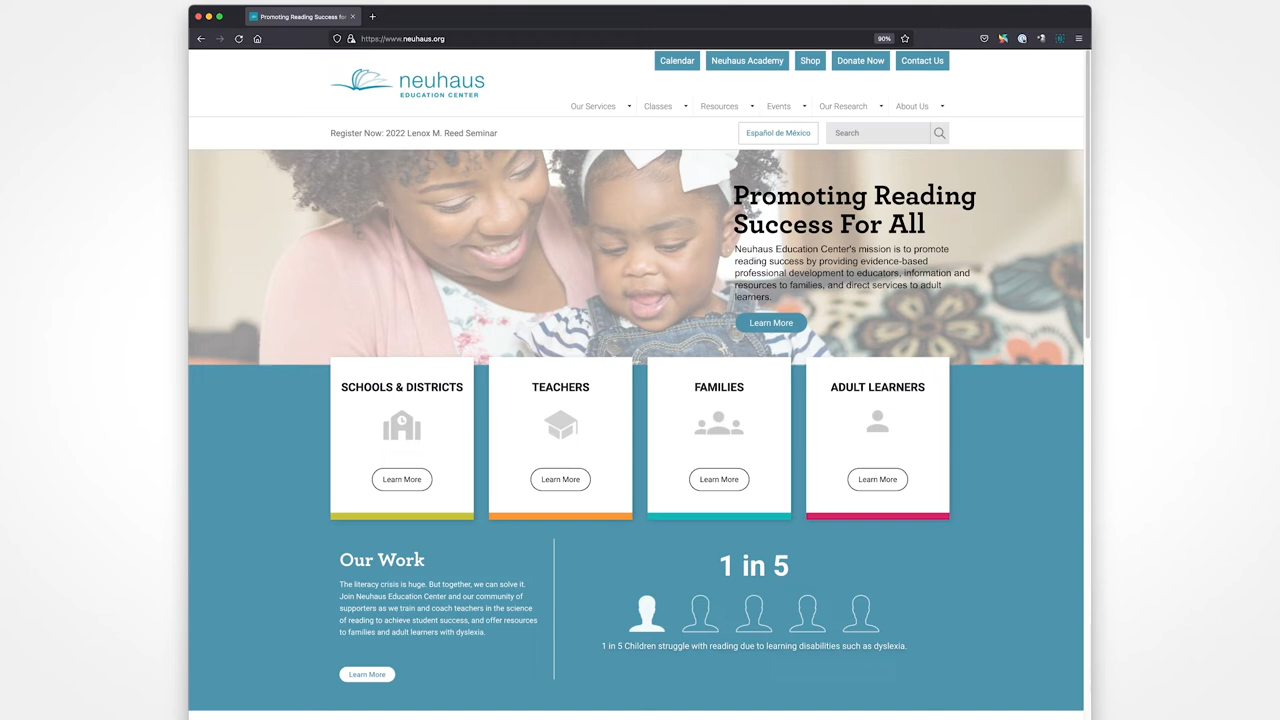 Promoting Reading Success for
https://www.neuhaus.org
90%
Calendar
Neuhaus Academy
Shop
Donate Now
Contact Us
neuhaus
EDUCATION CENTER
Our Services
Classes
Resources
Events
Our Research
About Us
Register Now: 2022 Lenox M. Reed Seminar
Español de México
Search
Promoting Reading
Success For All
Neuhaus Education Center's mission is to promote
reading success by providing evidence-based
professional development to educators, information and
resources to families, and direct services to adult
learners.
Learn More
SCHOOLS & DISTRICTS
Learn More
TEACHERS
Learn More
FAMILIES
Learn More
ADULT LEARNERS
Learn More
Our Work
The literacy crisis is huge. But together, we can solve it.
Join Neuhaus Education Center and our community of
supporters as we train and coach teachers in the science
of reading to achieve student success, and offer resources
to families and adult learners with dyslexia.
Learn More
1 in 5
1 in 5 Children struggle with reading due to learning disabilities such as dyslexia.